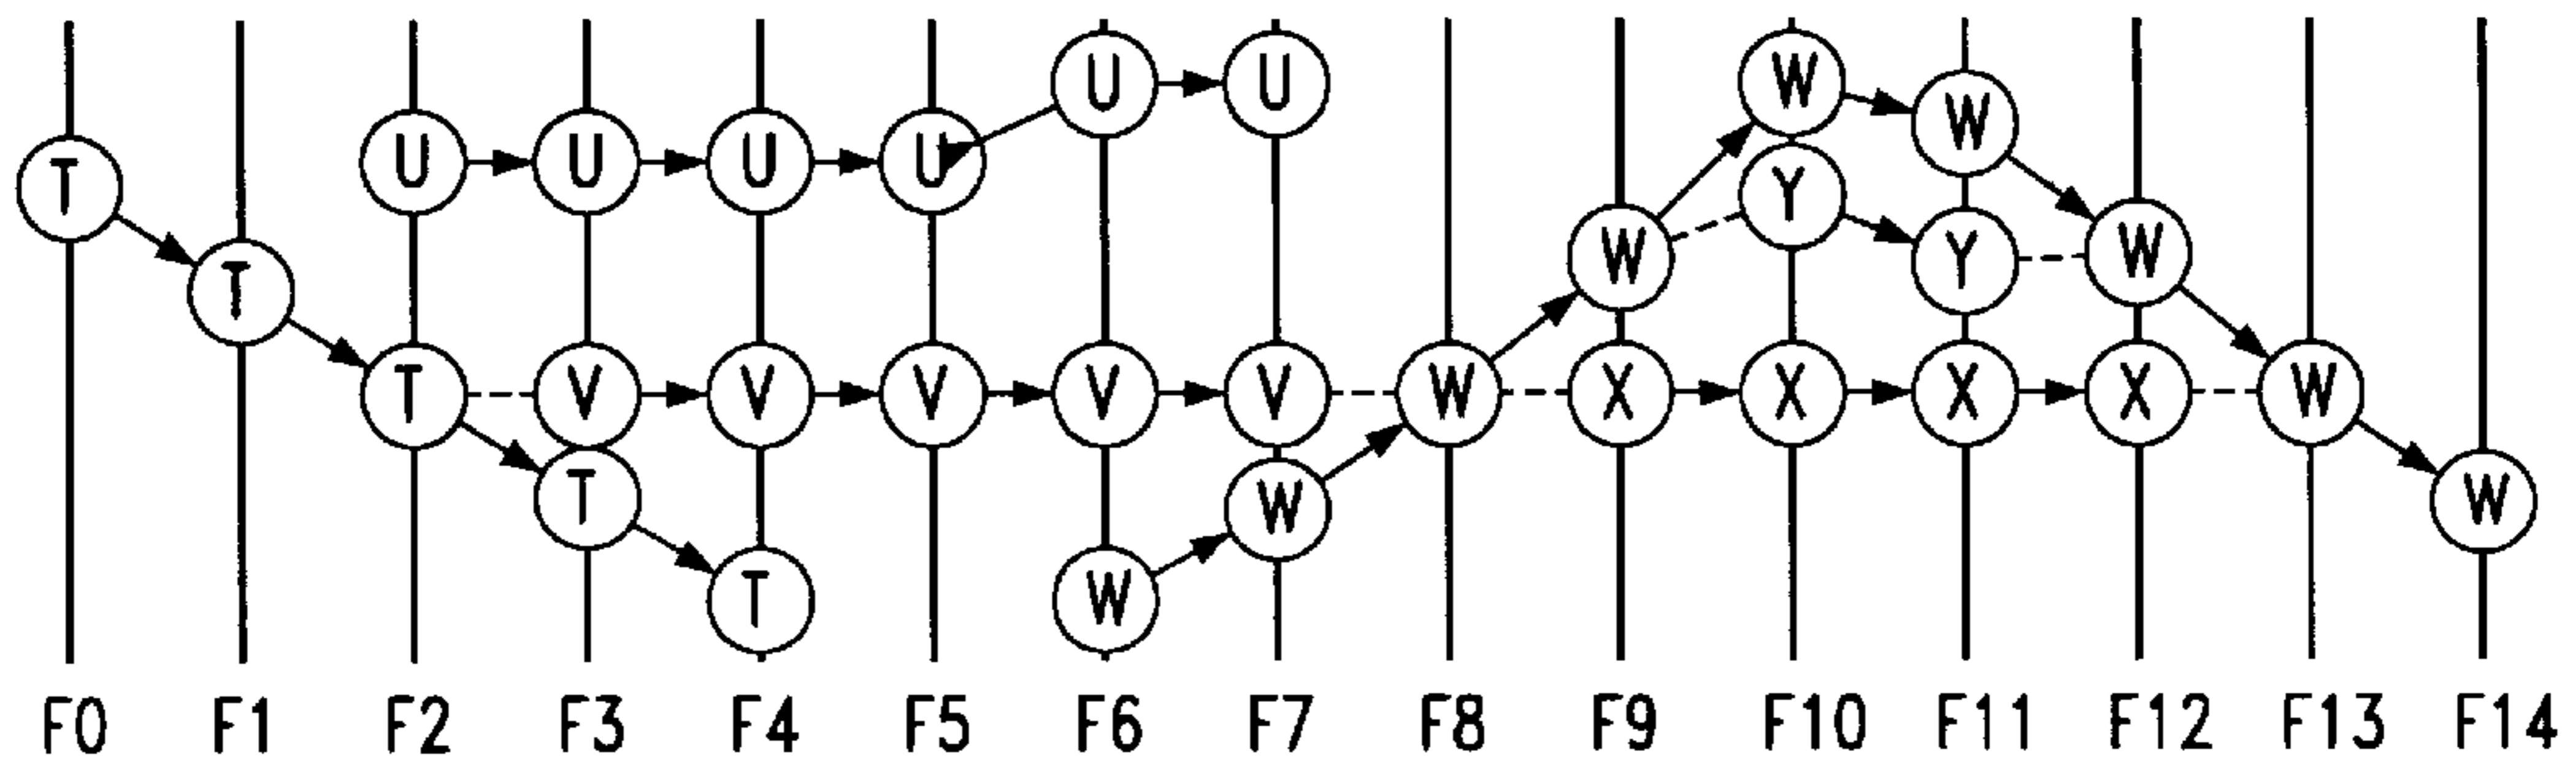 U U W
T U U U U Y W
T W Y W
T V V V V V W X X X X W
T W W
T W
F0 F1 F2 F3 F4 F5 F6 F7 F8 F9 F10 F11 F12 F13 F14